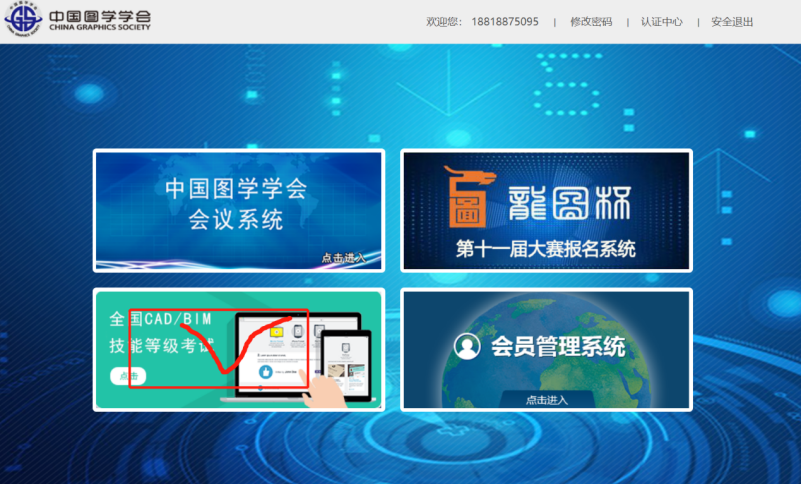 中国图学学会
CHINA GRAPHICS SOCIETY
欢迎您： 18818875095 | 修改密码 | 认证中心 | 安全退出
中国图学学会
会议系统
点击进入
龍圖杯
第十一届大赛报名系统
全国CAD/BIM
技能等级考试
点击
会员管理系统
点击进入